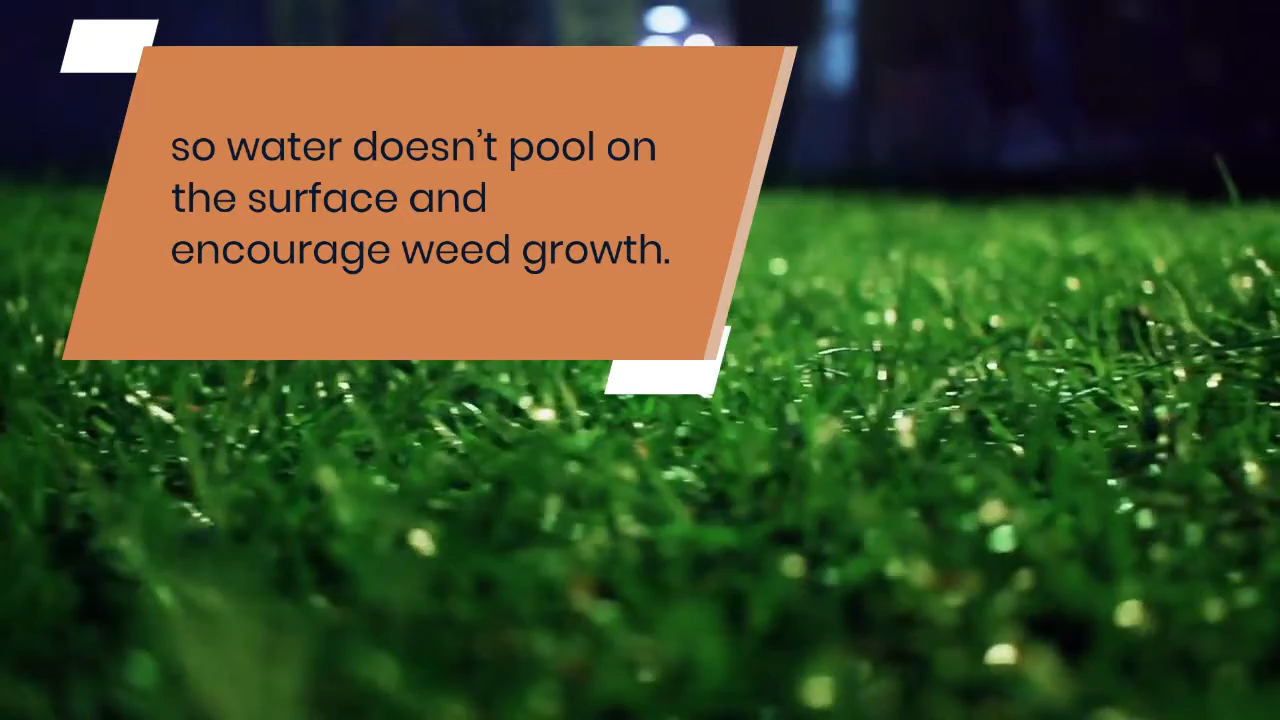 so water doesn’t pool on
the surface and
encourage weed growth.